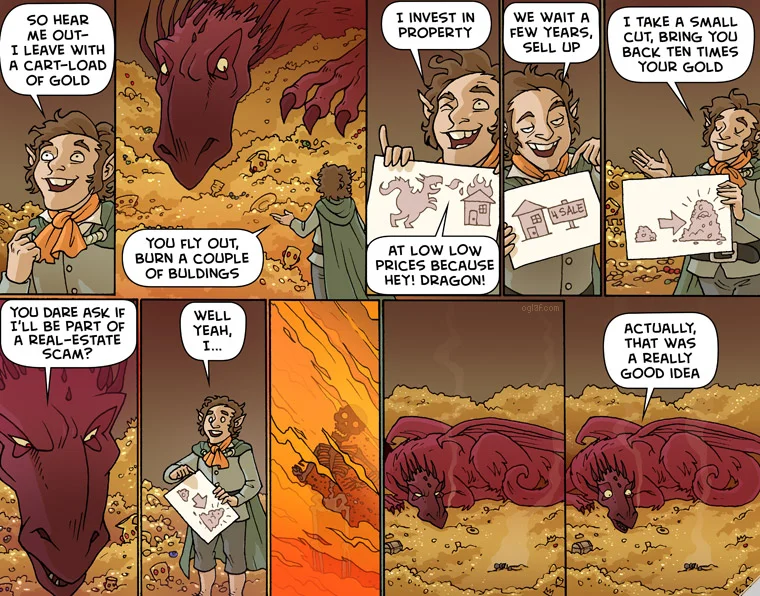 SO HEAR
ME OUT-
I LEAVE WITH
A CART-LOAD
OF GOLD
YOU FLY OUT,
BURN A COUPLE
OF BULDINGS
I INVEST IN
PROPERTY
AT LOW LOW
PRICES BECAUSE
HEY! DRAGON!
WE WAIT A
FEW YEARS,
SELL UP
4 SALE
I TAKE A SMALL
CUT, BRING YOU
BACK TEN TIMES
YOUR GOLD
YOU DARE ASK IF
I'LL BE PART OF
A REAL-ESTATE
SCAM?
WELL
YEAH,
I...
oglaf.com
ACTUALLY,
THAT WAS
A REALLY
GOOD IDEA